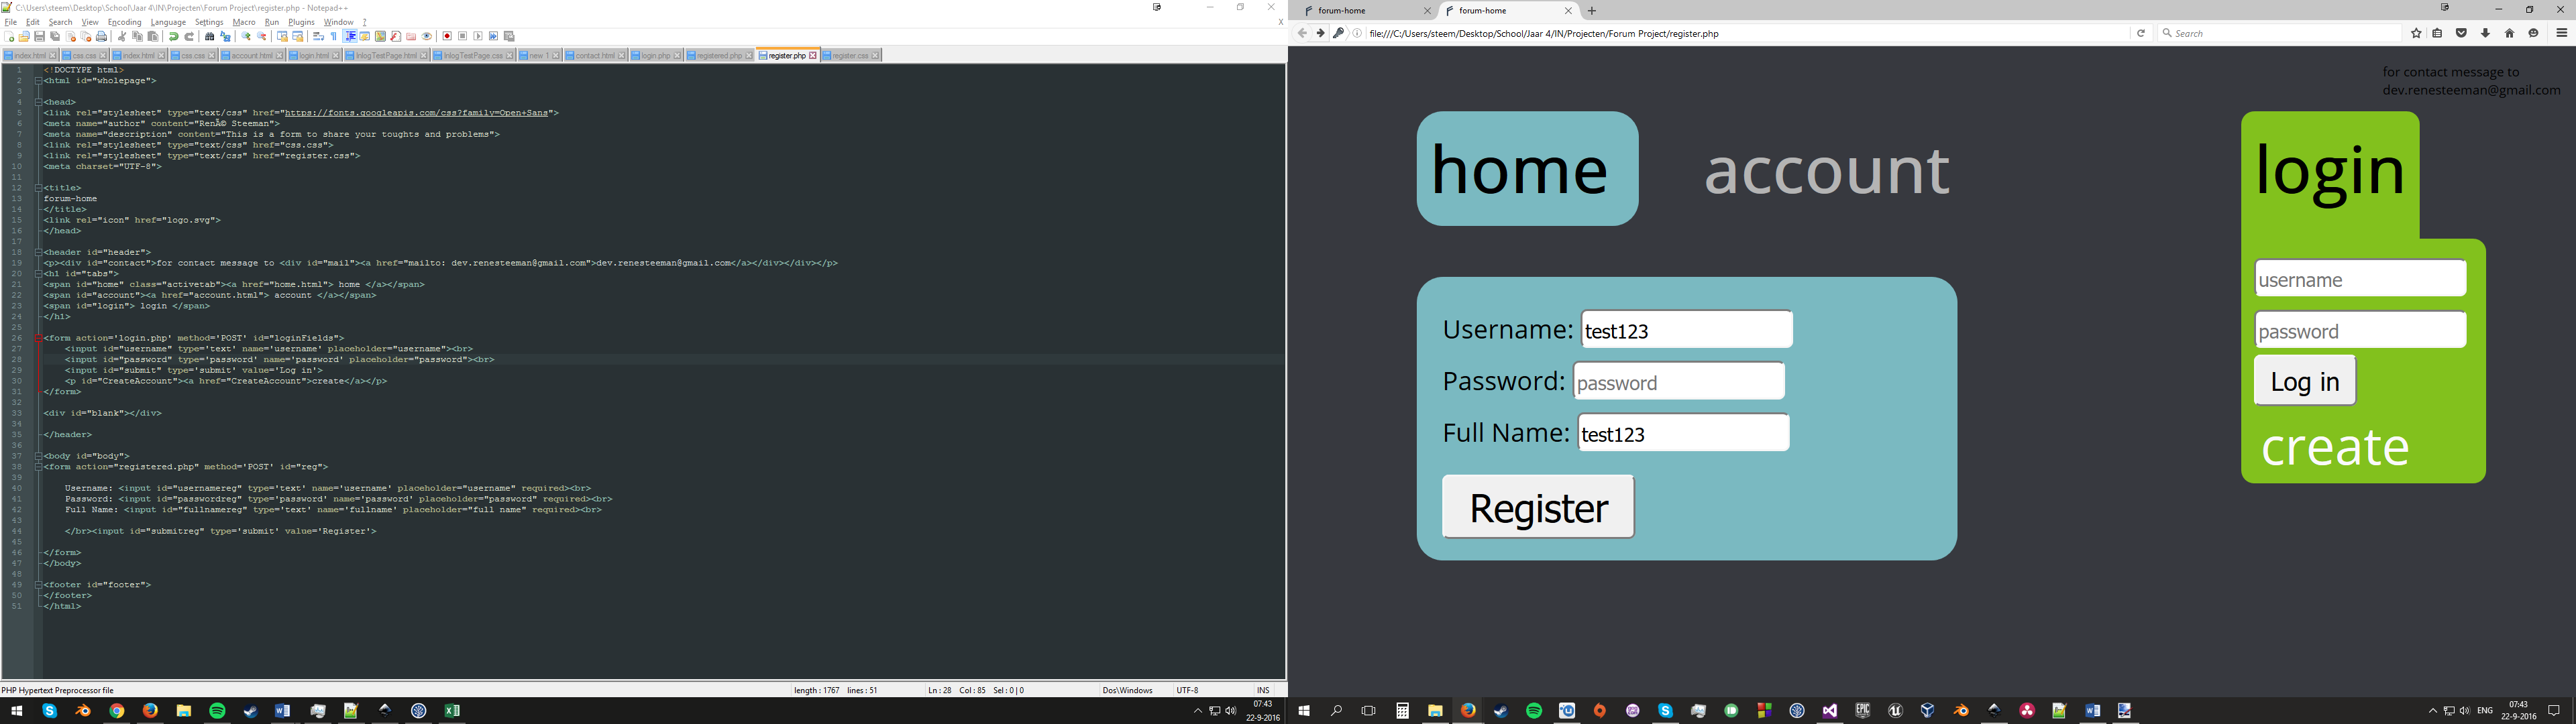 C:\Users\steem\Desktop\School\Jaar 4\IN\Projecten\Forum Project\register.php - Notepad++
File Edit Search View Encoding Language Settings Macro Run Plugins Window ? X
index.html css.css index.html css.css account.html login.html InlogTestPage.html InlogTestPage.css new 1 contact.html login.php registered.php register.php register.css
1 <!DOCTYPE html>
2 <html id="wholepage">
3
4 <head>
5 <link rel="stylesheet" type="text/css" href="https://fonts.googleapis.com/css?family=Open+Sans">
6 <meta name="author" content="RenÃ© Steeman">
7 <meta name="description" content="This is a form to share your toughts and problems">
8 <link rel="stylesheet" type="text/css" href="css.css">
9 <link rel="stylesheet" type="text/css" href="register.css">
10 <meta charset="UTF-8">
11
12 <title>
13 forum-home
14 </title>
15 <link rel="icon" href="logo.svg">
16 </head>
17
18 <header id="header">
19 <p><div id="contact">for contact message to <div id="mail"><a href="mailto: dev.renesteeman@gmail.com">dev.renesteeman@gmail.com</a></div></div></p>
20 <h1 id="tabs">
21 <span id="home" class="activetab"><a href="home.html"> home </a></span>
22 <span id="account"><a href="account.html"> account </a></span>
23 <span id="login"> login </span>
24 </h1>
25
26 <form action='login.php' method='POST' id="loginFields">
27 <input id="username" type='text' name='username' placeholder="username"><br>
28 <input id="password" type='password' name='password' placeholder="password"><br>
29 <input id="submit" type='submit' value='Log in'>
30 <p id="CreateAccount"><a href="CreateAccount">create</a></p>
31 </form>
32
33 <div id="blank"></div>
34
35 </header>
36
37 <body id="body">
38 <form action="registered.php" method='POST' id="reg">
39
40 Username: <input id="usernamereg" type='text' name='username' placeholder="username" required><br>
41 Password: <input id="passwordreg" type='password' name='password' placeholder="password" required><br>
42 Full Name: <input id="fullnamereg" type='text' name='fullname' placeholder="full name" required><br>
43
44 </br><input id="submitreg" type='submit' value='Register'>
45
46 </form>
47 </body>
48
49 <footer id="footer">
50 </footer>
51 </html>
PHP Hypertext Preprocessor file length : 1767 lines : 51 Ln : 28 Col : 85 Sel : 0 | 0 Dos\Windows UTF-8 INS
07:43
22-9-2016
forum-home forum-home
file:///C:/Users/steem/Desktop/School/Jaar 4/IN/Projecten/Forum Project/register.php Search
for contact message to
dev.renesteeman@gmail.com
home account login
username
password
Log in
create
Username: test123
Password: password
Full Name: test123
Register
ENG 07:43
22-9-2016